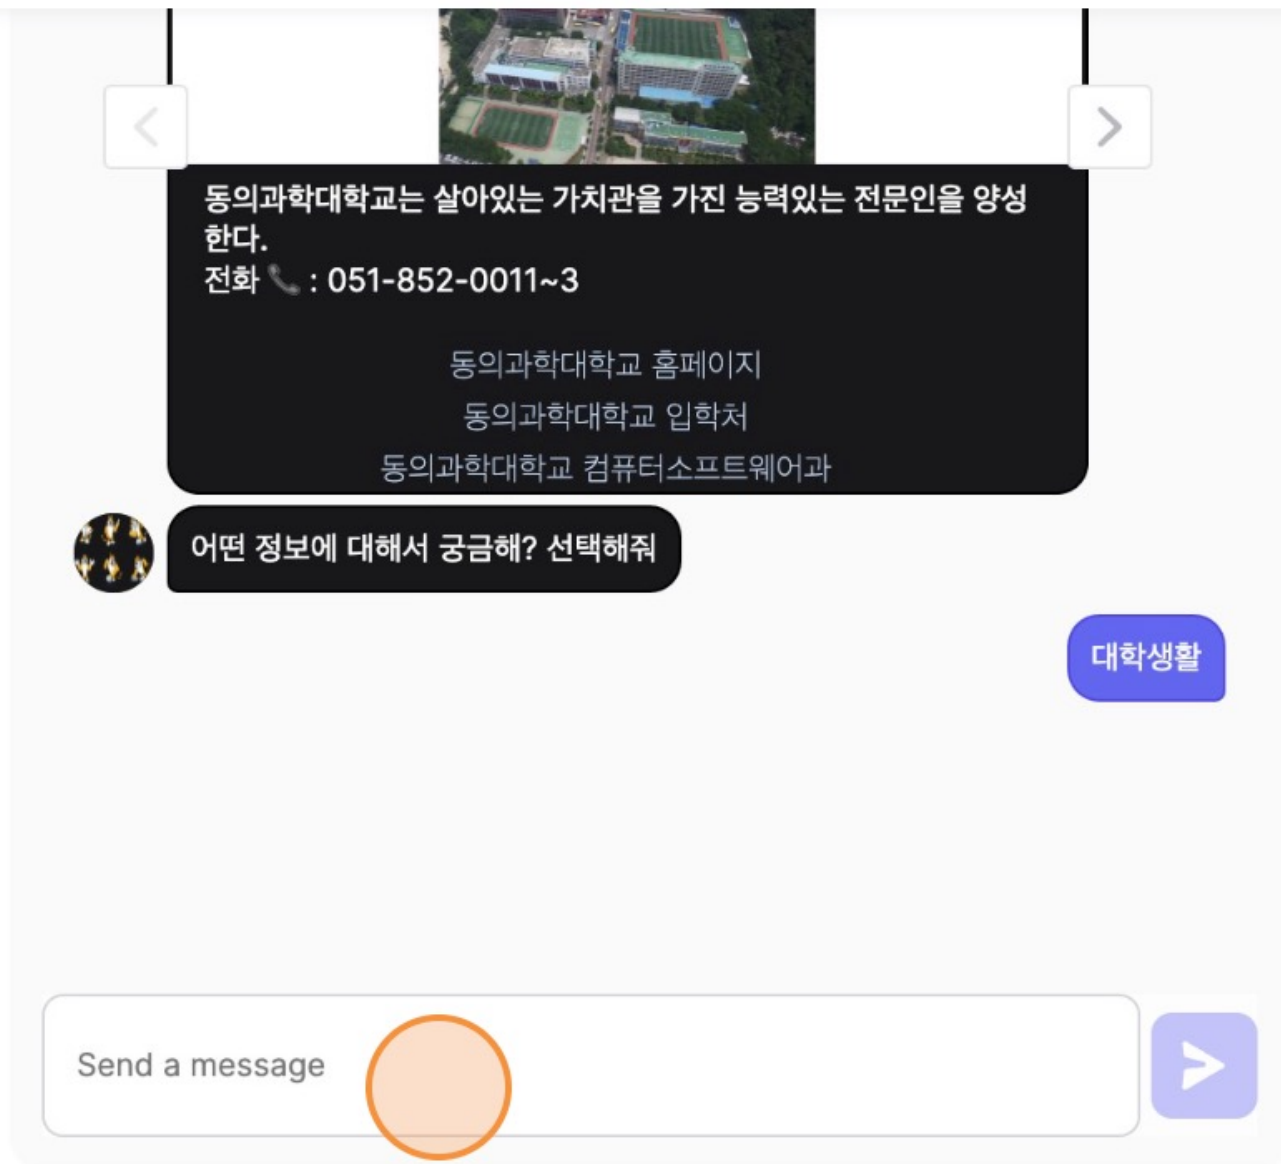 동의과학대학교는 살아있는 가치관을 가진 능력있는 전문인을 양성
한다.
전화 📞 : 051-852-0011~3
동의과학대학교 홈페이지
동의과학대학교 입학처
동의과학대학교 컴퓨터소프트웨어과
어떤 정보에 대해서 궁금해? 선택해줘
대학생활
Send a message